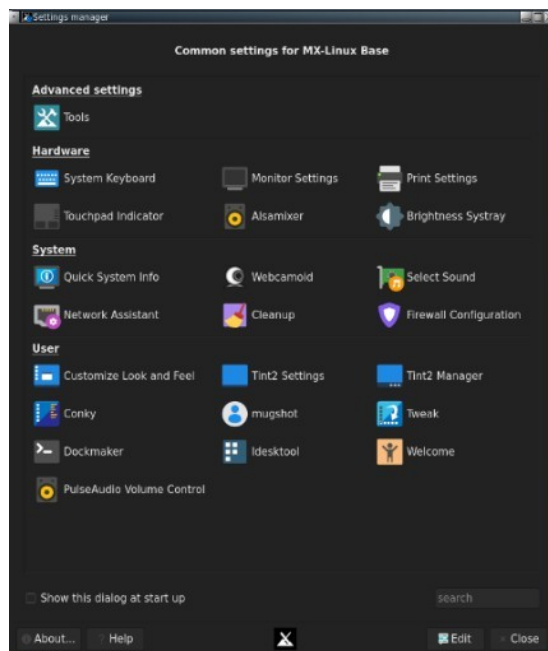 Settings manager
Common settings for MX-Linux Base
Advanced settings
Tools
Hardware
System Keyboard Monitor Settings Print Settings
Touchpad Indicator Alsamixer Brightness Systray
System
Quick System Info Webcamoid Select Sound
Network Assistant Cleanup Firewall Configuration
User
Customize Look and Feel Tint2 Settings Tint2 Manager
Conky mugshot Tweak
Dockmaker Idesktool Welcome
PulseAudio Volume Control
Show this dialog at start up search
About... Help Edit Close